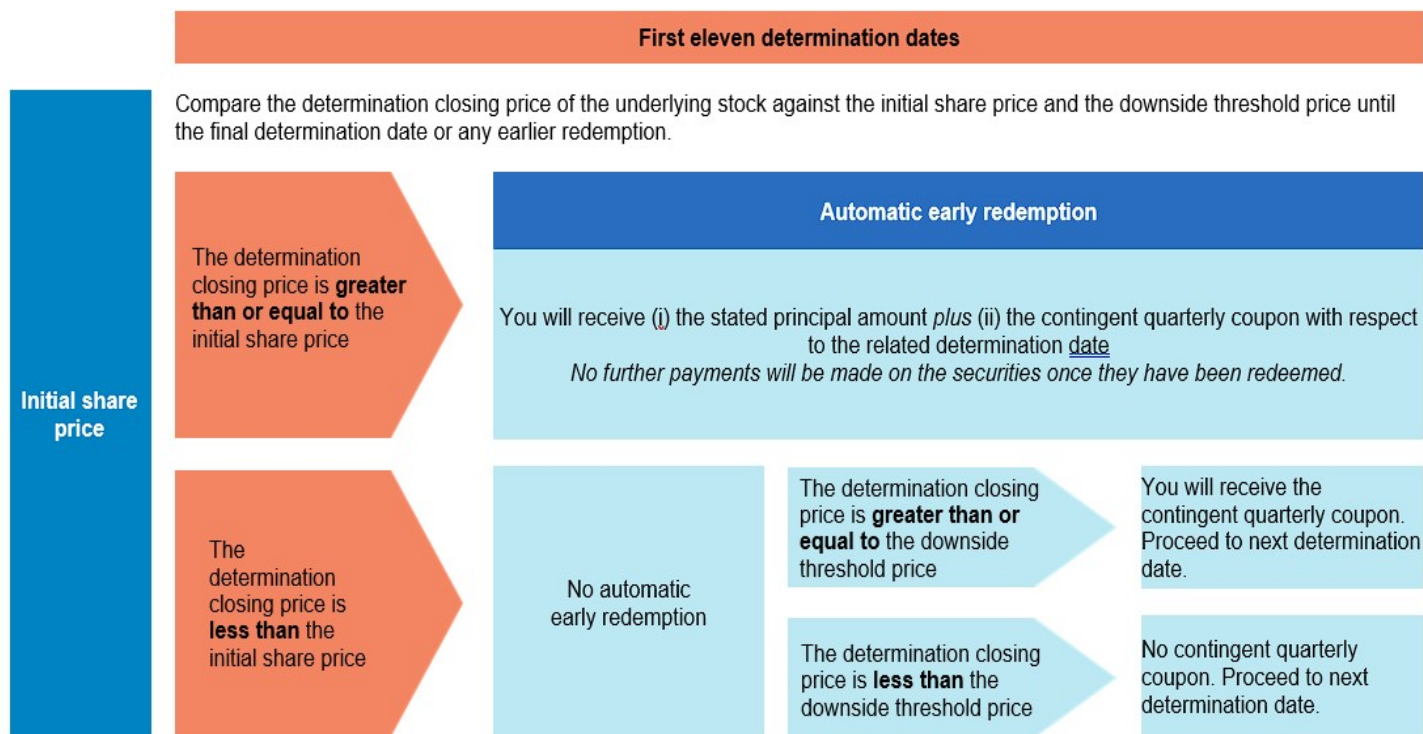 First eleven determination dates
Compare the determination closing price of the underlying stock against the initial share price and the downside threshold price until
the final determination date or any earlier redemption.
Initial share
price
The determination
closing price is greater
than or equal to the
initial share price
Automatic early redemption
You will receive (i) the stated principal amount plus (ii) the contingent quarterly coupon with respect
to the related determination date
No further payments will be made on the securities once they have been redeemed.
The
determination
closing price is
less than the
initial share price
No automatic
early redemption
The determination closing
price is greater than or
equal to the downside
threshold price
You will receive the
contingent quarterly coupon.
Proceed to next determination
date.
The determination closing
price is less than the
downside threshold price
No contingent quarterly
coupon. Proceed to next
determination date.